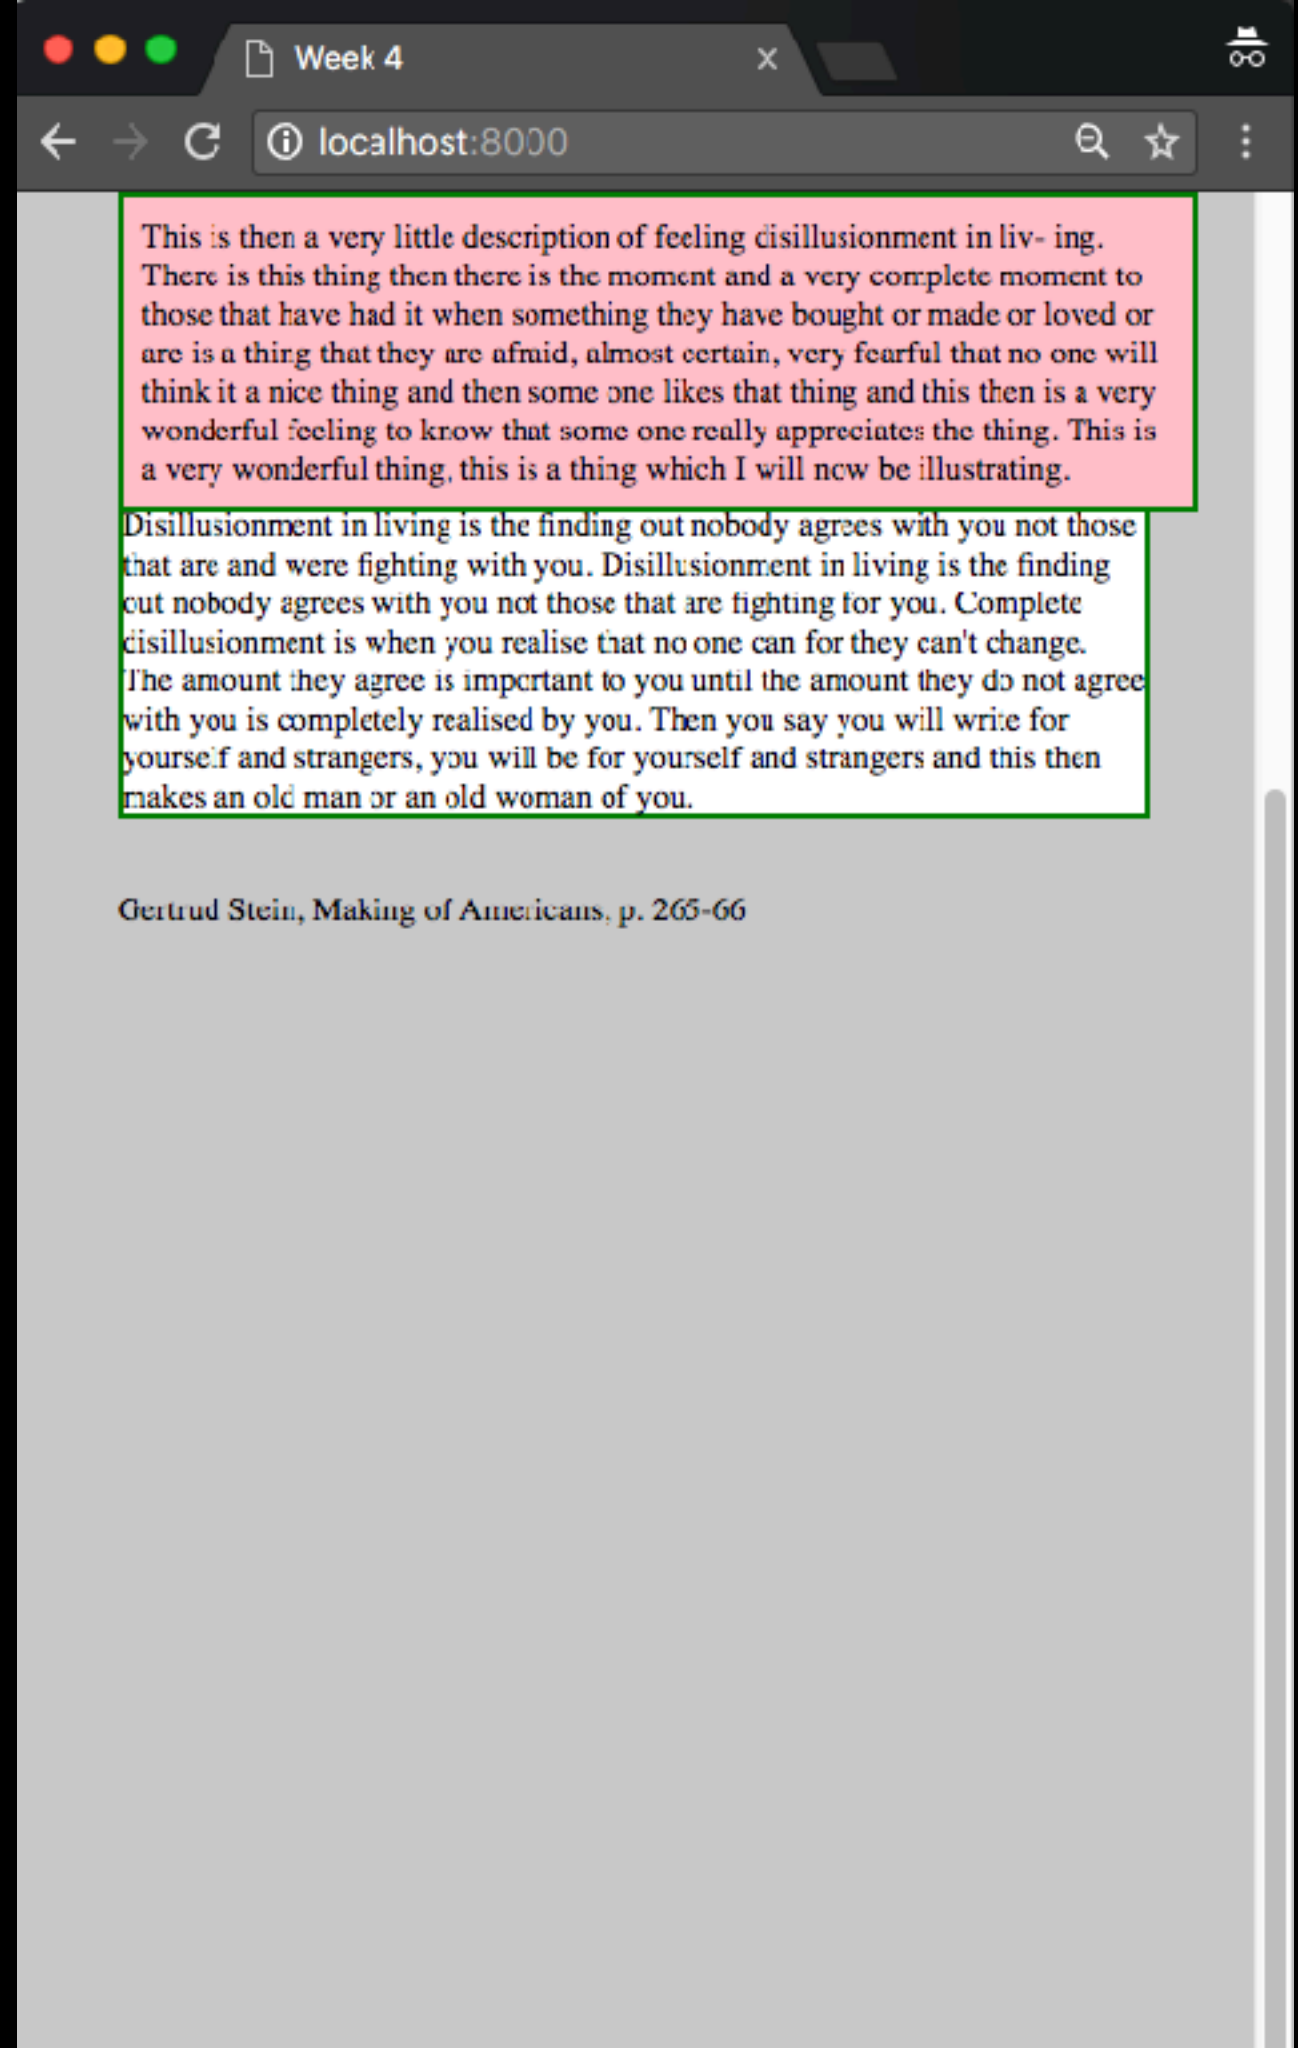 Week 4
localhost:8000
This is then a very little description of feeling disillusionment in liv- ing.
There is this thing then there is the moment and a very complete moment to
those that have had it when something they have bought or made or loved or
are is a thing that they are afraid, almost certain, very fearful that no one will
think it a nice thing and then some one likes that thing and this then is a very
wonderful feeling to know that some one really appreciates the thing. This is
a very wonderful thing, this is a thing which I will now be illustrating.
Disillusionment in living is the finding out nobody agrees with you not those
that are and were fighting with you. Disillusionment in living is the finding
out nobody agrees with you not those that are fighting for you. Complete
disillusionment is when you realise that no one can for they can't change.
The amount they agree is important to you until the amount they do not agree
with you is completely realised by you. Then you say you will write for
yourself and strangers, you will be for yourself and strangers and this then
makes an old man or an old woman of you.
Gertrud Stein, Making of Americans, p. 265-66